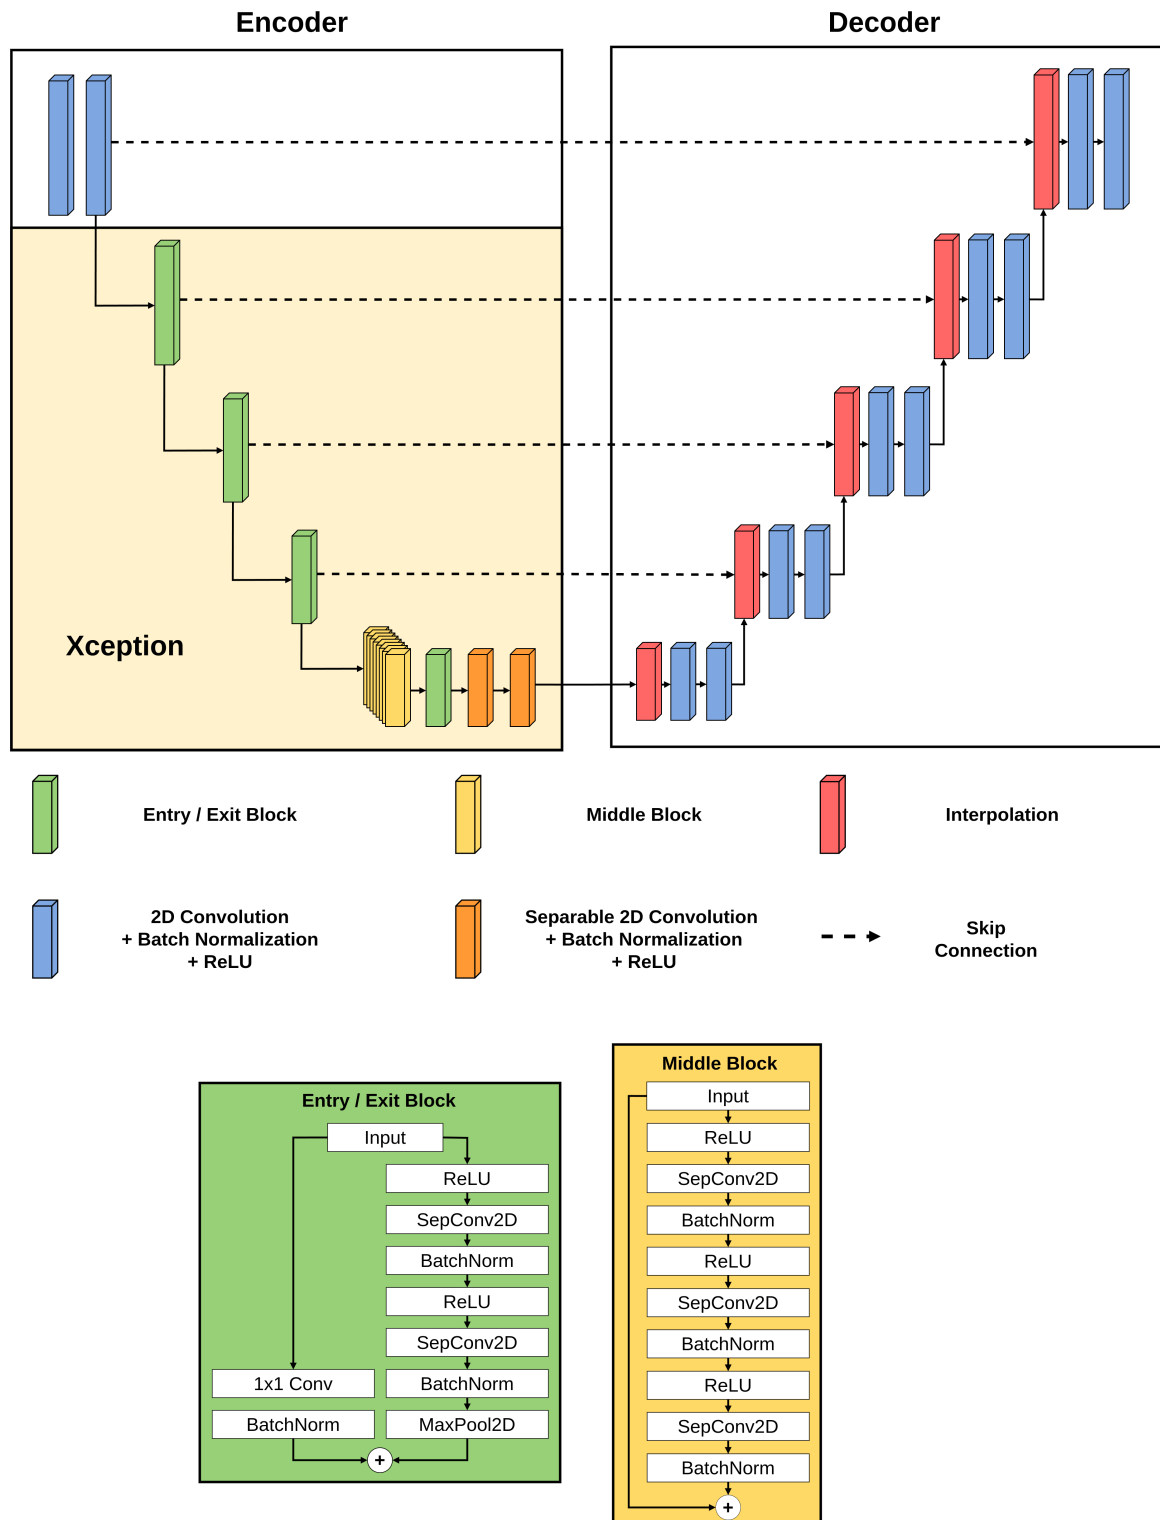 Encoder
Decoder
Xception
Entry / Exit Block
Middle Block
Interpolation
2D Convolution
+ Batch Normalization
+ ReLU
Separable 2D Convolution
+ Batch Normalization
+ ReLU
Skip
Connection
Entry / Exit Block
Input
ReLU
SepConv2D
BatchNorm
ReLU
SepConv2D
1x1 Conv
BatchNorm
BatchNorm
MaxPool2D
+
Middle Block
Input
ReLU
SepConv2D
BatchNorm
ReLU
SepConv2D
BatchNorm
ReLU
SepConv2D
BatchNorm
+